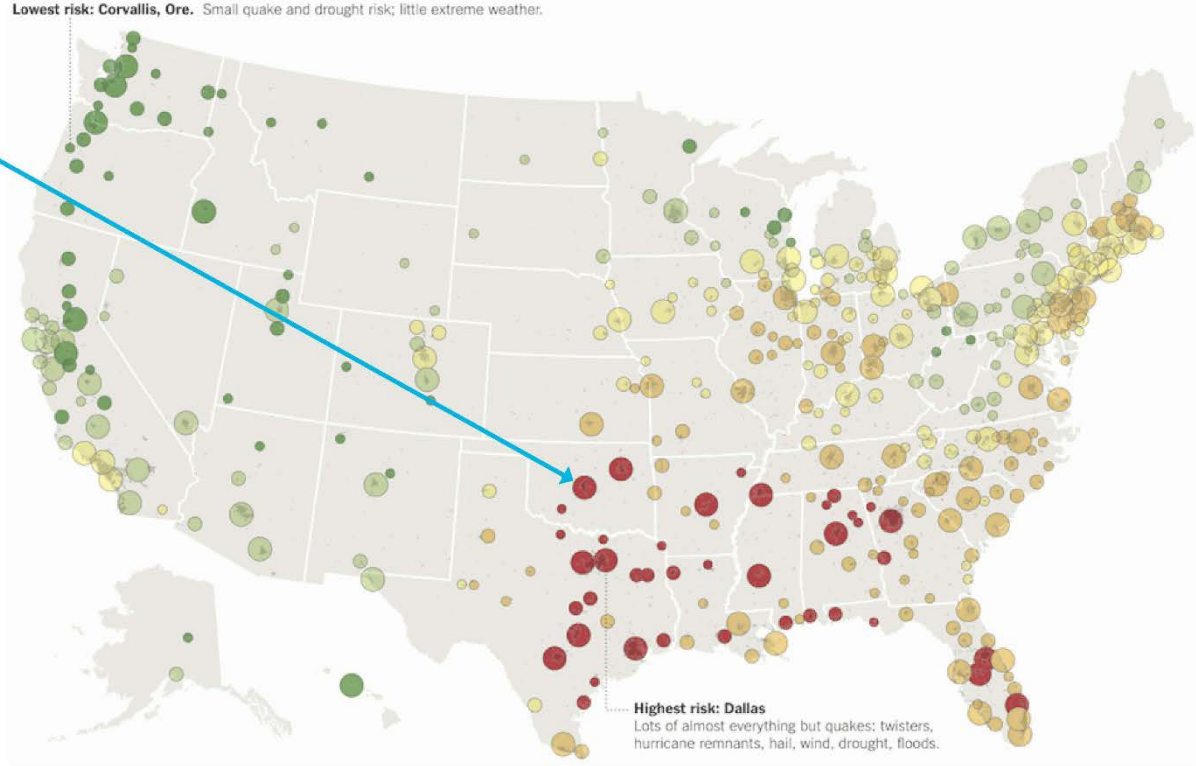 Lowest risk: Corvallis, Ore. Small quake and drought risk; little extreme weather.
Highest risk: Dallas
Lots of almost everything but quakes: twisters,
hurricane remnants, hail, wind, drought, floods.